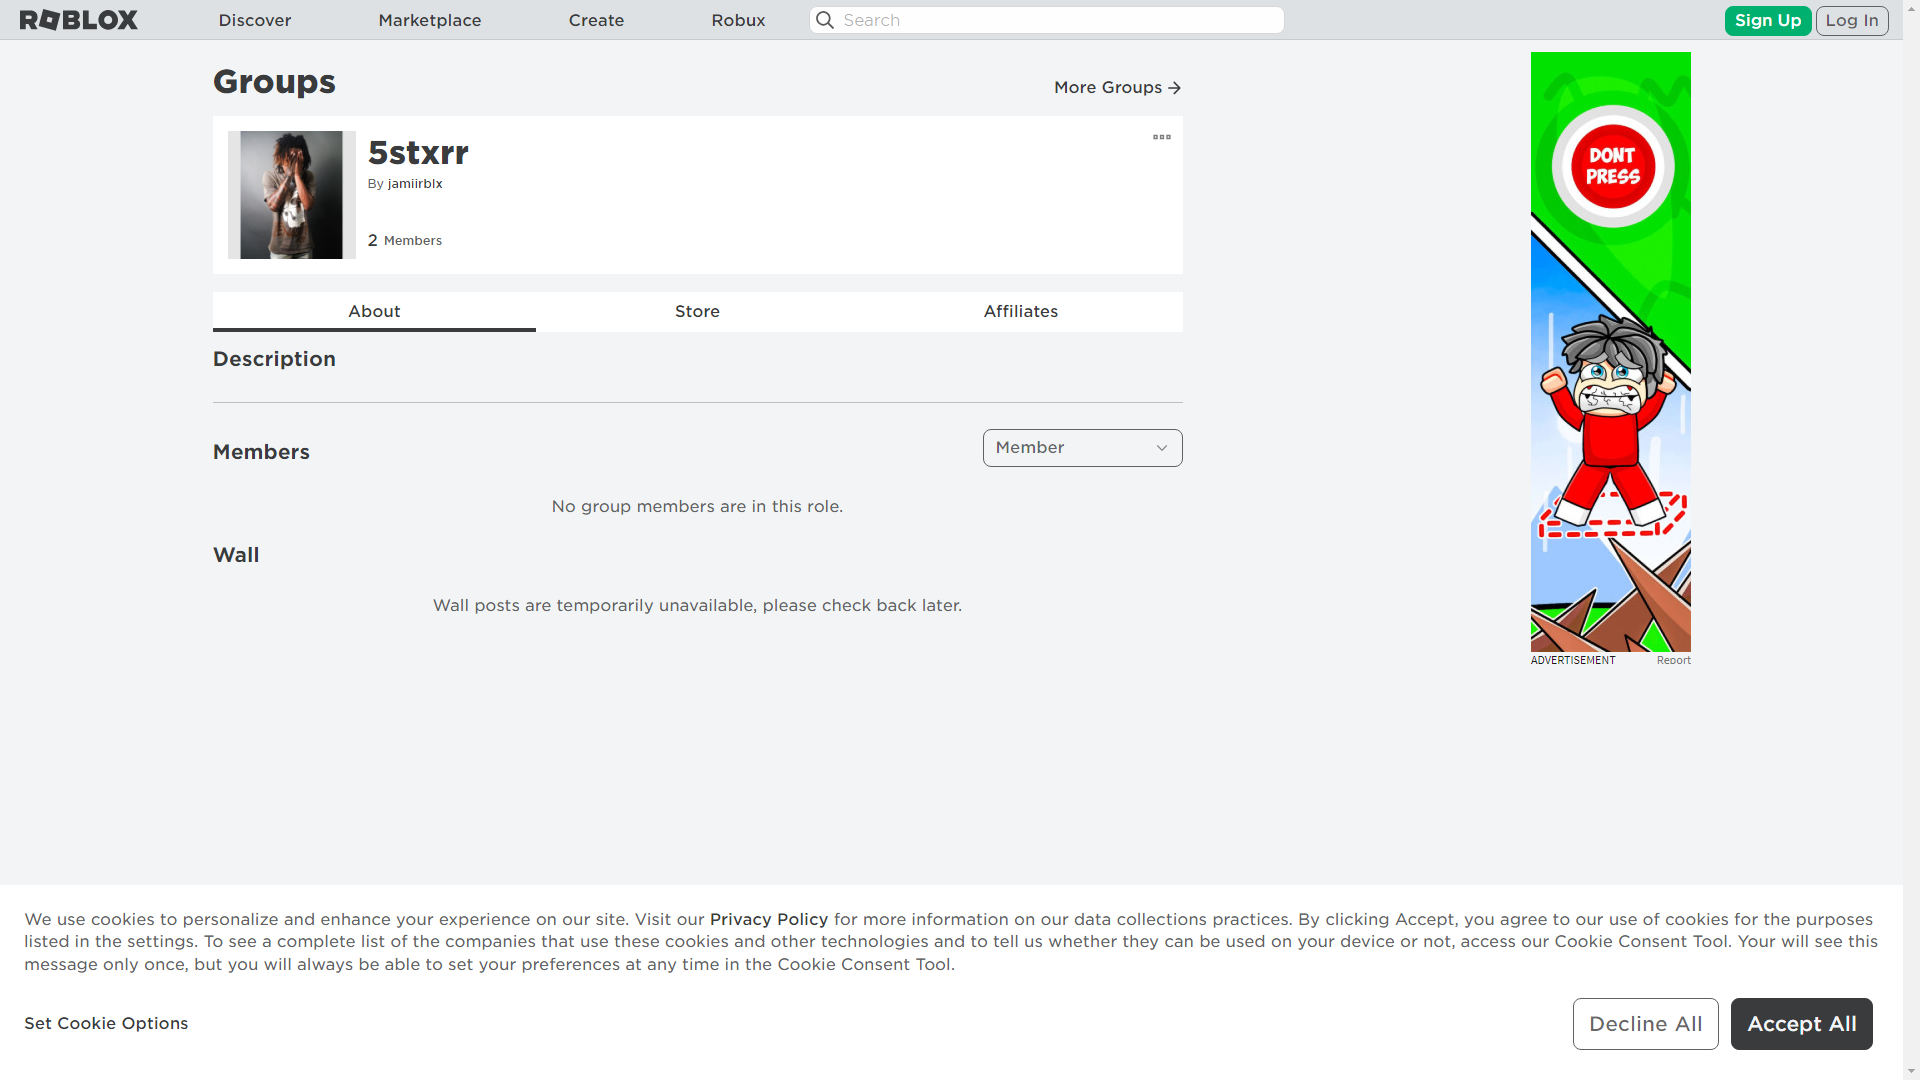 ROBLOX
Discover
Marketplace
Create
Robux
Search
Sign Up
Log In
Groups
More Groups
5stxrr
By jamiirblx
2 Members
About
Store
Affiliates
Description
Members
Member
No group members are in this role.
Wall
Wall posts are temporarily unavailable, please check back later.
DONT
PRESS
ADVERTISEMENT
Report
We use cookies to personalize and enhance your experience on our site. Visit our Privacy Policy for more information on our data collections practices. By clicking Accept, you agree to our use of cookies for the purposes
listed in the settings. To see a complete list of the companies that use these cookies and other technologies and to tell us whether they can be used on your device or not, access our Cookie Consent Tool. Your will see this
message only once, but you will always be able to set your preferences at any time in the Cookie Consent Tool.
Set Cookie Options
Decline All
Accept All